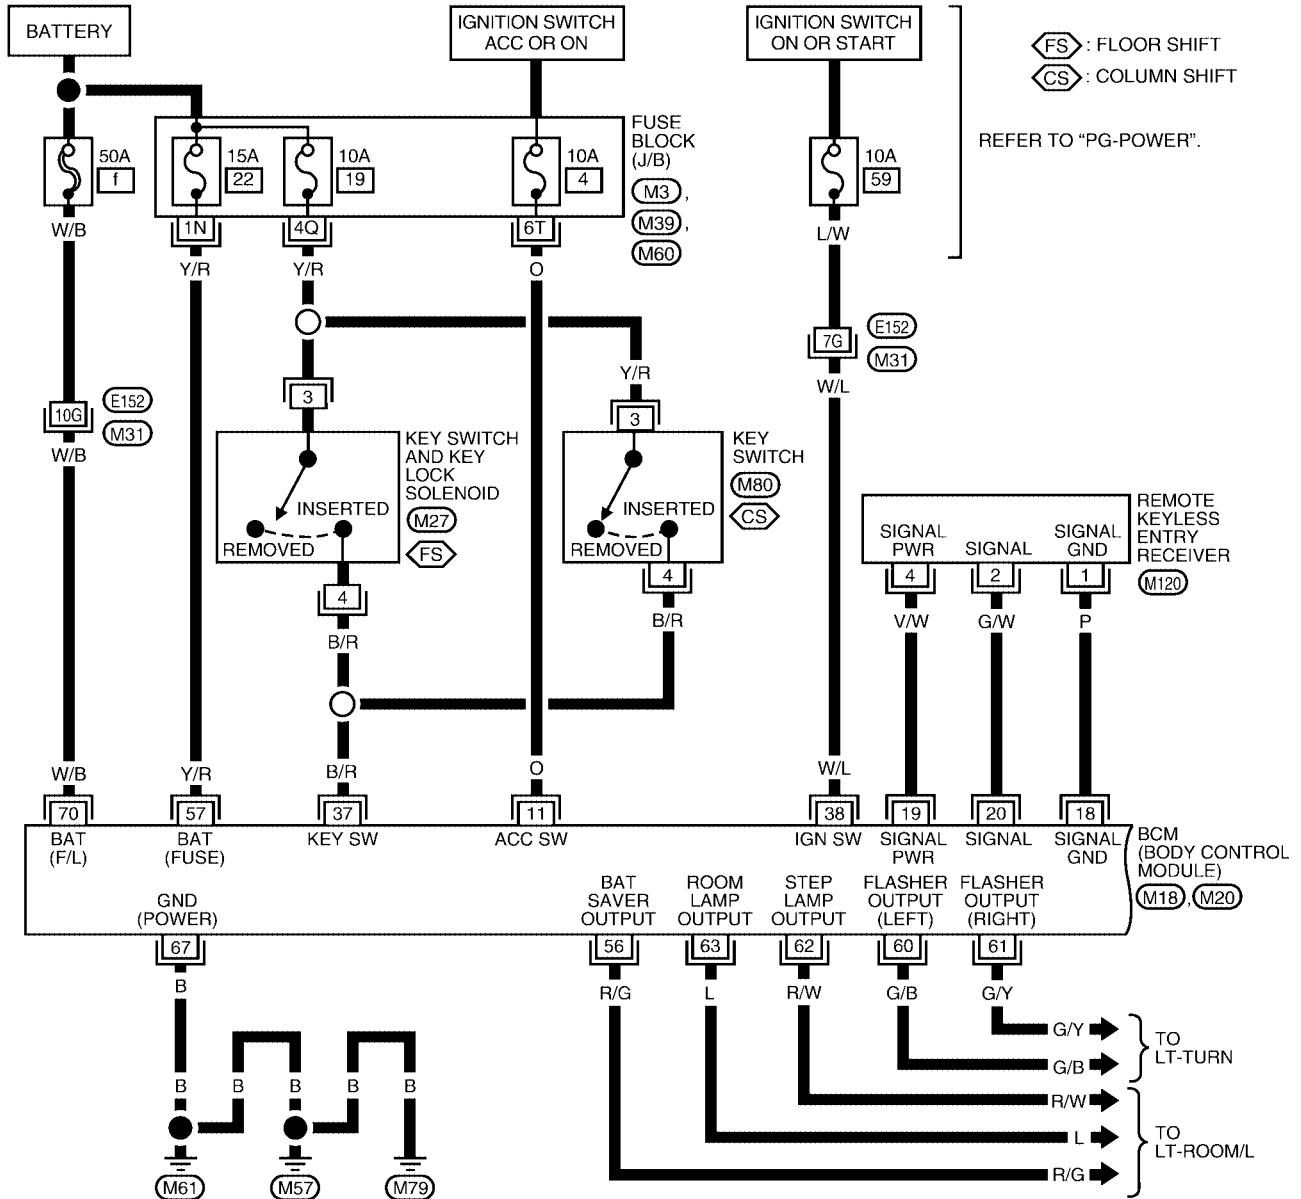 BATTERY
IGNITION SWITCH
ACC OR ON
IGNITION SWITCH
ON OR START
FS : FLOOR SHIFT
CS : COLUMN SHIFT
REFER TO “PG-POWER”.
50A
f
15A
22
10A
19
10A
4
FUSE
BLOCK
(J/B)
M3 ,
M39 ,
M60
10A
59
W/B
1N
4Q
6T
L/W
Y/R
Y/R
O
7G
E152
M31
Y/R
W/L
10G
E152
M31
W/B
3
3
KEY SWITCH
AND KEY
LOCK
SOLENOID
M27
FS
INSERTED
REMOVED
KEY
SWITCH
M80
CS
INSERTED
REMOVED
REMOTE
KEYLESS
ENTRY
RECEIVER
M120
SIGNAL
PWR
SIGNAL
SIGNAL
GND
4
2
1
4
4
V/W
G/W
P
B/R
B/R
W/B
Y/R
B/R
O
W/L
70
57
37
11
38
19
20
18
BAT
(F/L)
BAT
(FUSE)
KEY SW
ACC SW
IGN SW
SIGNAL
PWR
SIGNAL
SIGNAL
GND
BCM
(BODY CONTROL
MODULE)
M18 , M20
GND
(POWER)
BAT
SAVER
OUTPUT
ROOM
LAMP
OUTPUT
STEP
LAMP
OUTPUT
FLASHER
OUTPUT
(LEFT)
FLASHER
OUTPUT
(RIGHT)
67
56
63
62
60
61
B
R/G
L
R/W
G/B
G/Y
G/Y
G/B
TO
LT-TURN
B
B
B
B
B
R/W
L
R/G
TO
LT-ROOM/L
M61
M57
M79